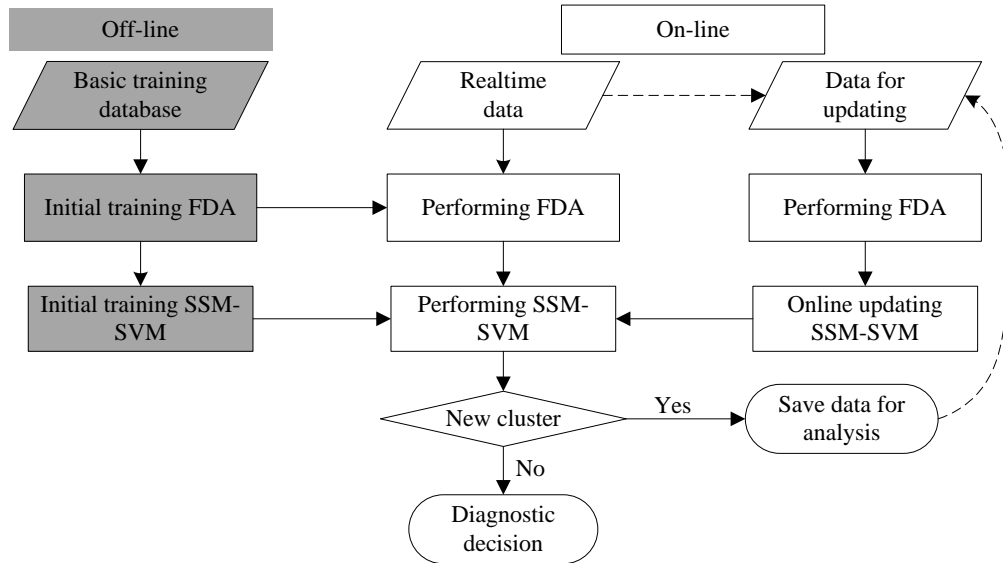 Off-line
On-line
Basic training
database
Realtime
data
Data for
updating
Initial training FDA
Performing FDA
Performing FDA
Initial training SSM-
SVM
Performing SSM-
SVM
Online updating
SSM-SVM
New cluster
Yes
Save data for
analysis
No
Diagnostic
decision